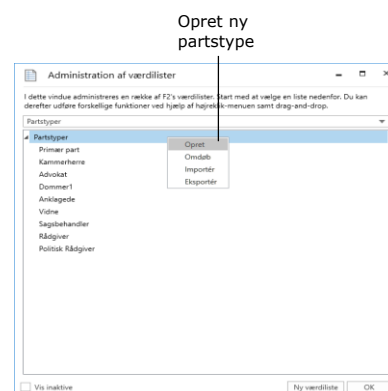 Opret ny
partstype
Administration af værdilister
I dette vindue administreres en række af F2's værdilister. Start med at vælge en liste nedenfor. Du kan
derefter udføre forskellige funktioner ved hjælp af højreklik-menuen samt drag-and-drop.
Partstyper
Partstyper
Primær part
Kammerherre
Advokat
Dommer1
Anklagede
Vidne
Sagsbehandler
Rådgiver
Politisk Rådgiver
Opret
Omdøb
Importér
Eksportér
Vis inaktive
Ny værdiliste
OK